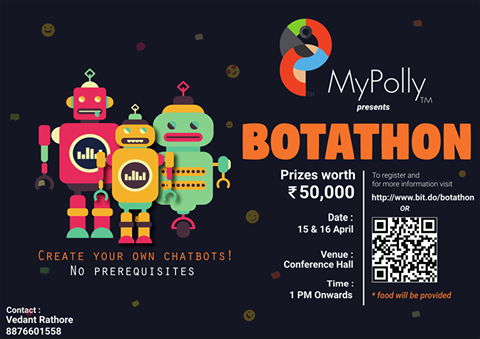 MyPolly TM
presents
BOTATHON
Prizes worth
₹50,000
Date :
15 & 16 April
Venue :
Conference Hall
Time :
1 PM Onwards
To register and
for more information visit
http://www.bit.do/botathon
OR
* food will be provided
Create your own chatbots!
No prerequisites
Contact :
Vedant Rathore
8876601558